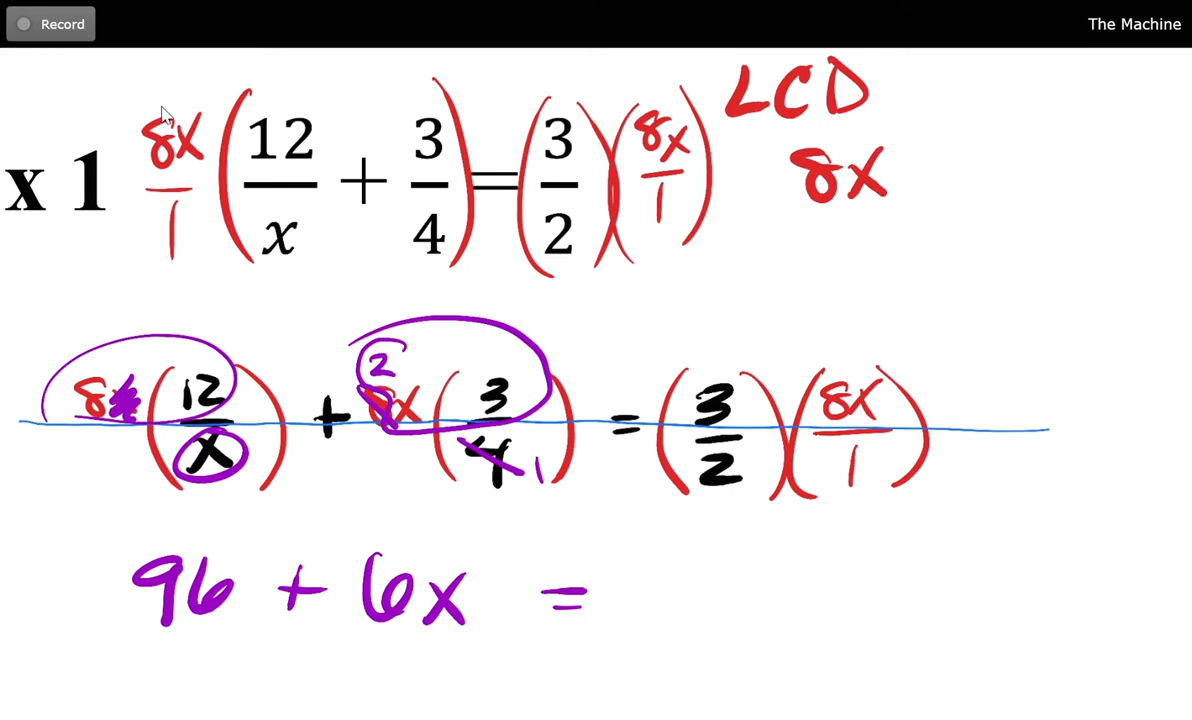 Record
The Machine
x 1 8x/1 (12/x + 3/4) = (3/2)(8x/1) LCD
8x
8x (12/x) + 2 8x (3/4 1) = (3/2)(8x/1)
96 + 6x =